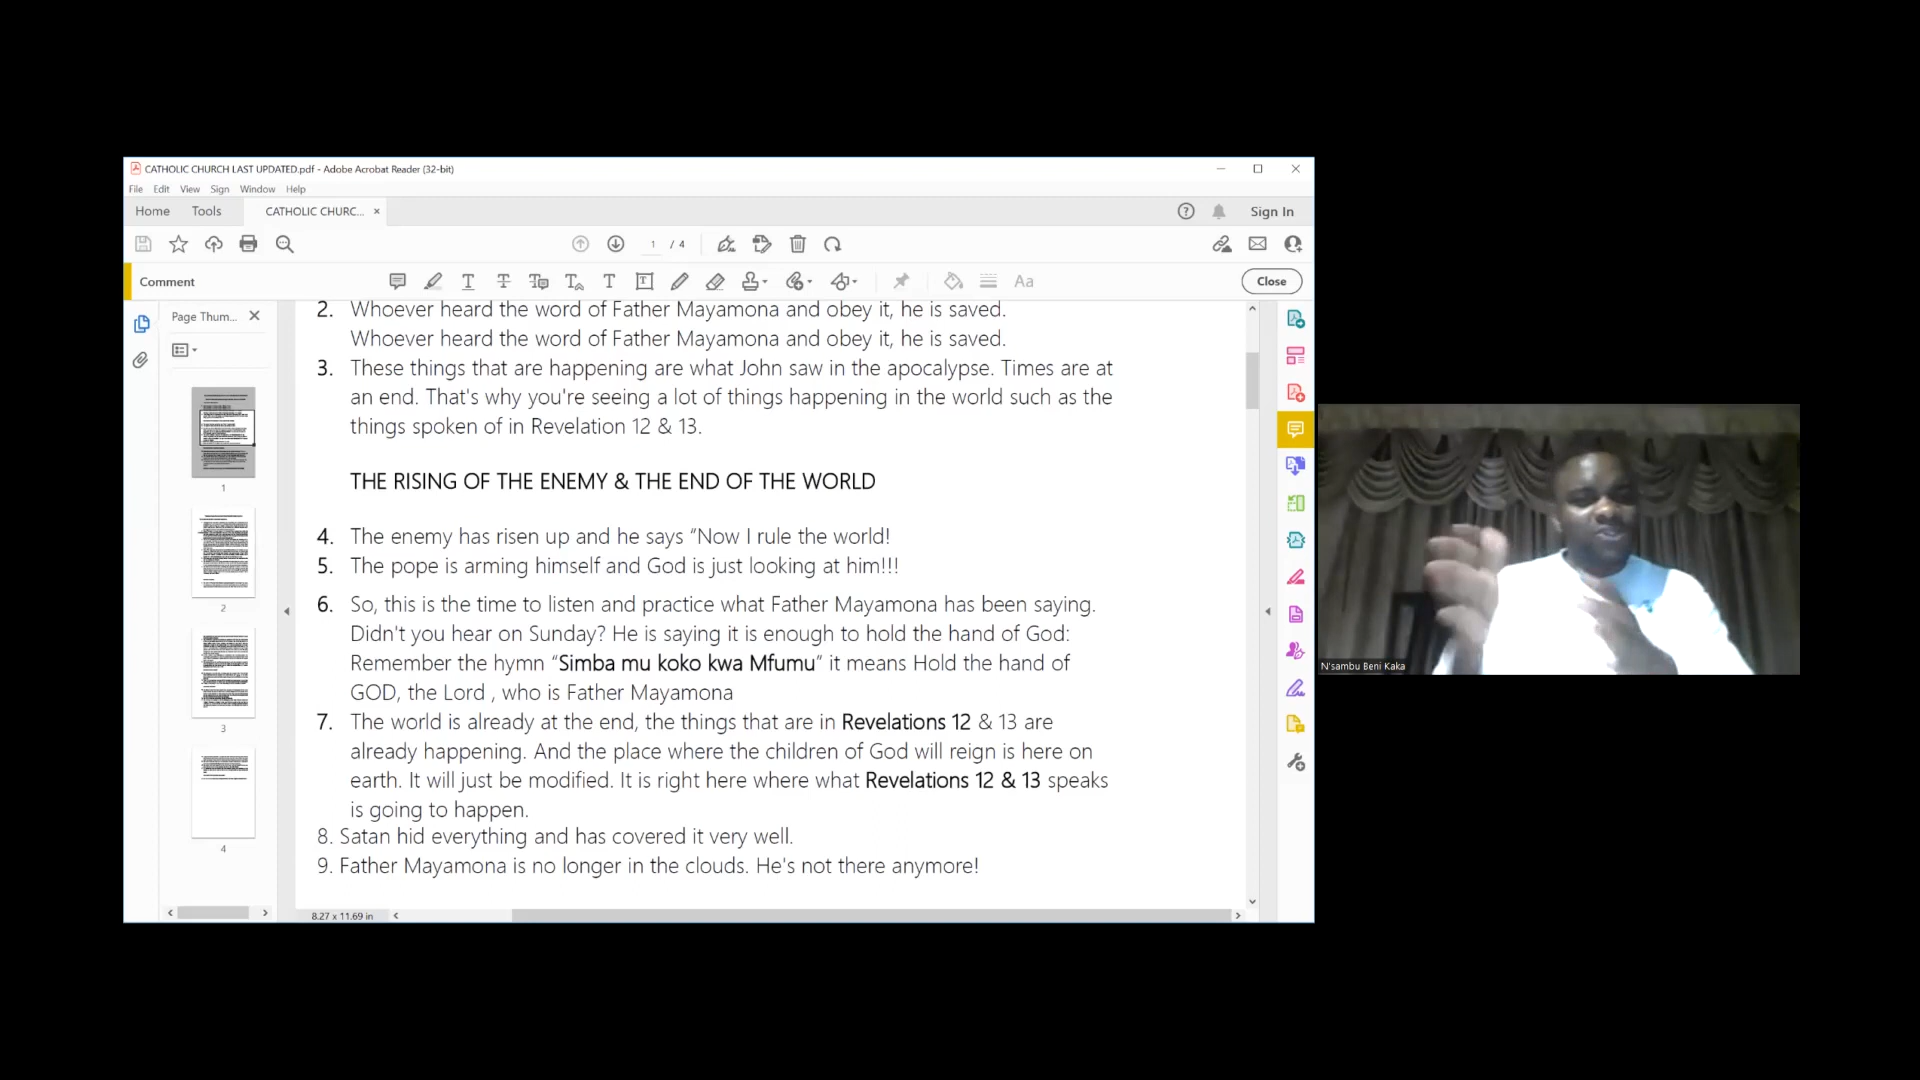 CATHOLIC CHURCH LAST UPDATED.pdf - Adobe Acrobat Reader (32-bit)
File Edit View Sign Window Help
Home Tools CATHOLIC CHURC... × Sign In
1 / 4
Comment Close
Page Thum...
2. Whoever heard the word of Father Mayamona and obey it, he is saved.
Whoever heard the word of Father Mayamona and obey it, he is saved.
3. These things that are happening are what John saw in the apocalypse. Times are at
an end. That's why you're seeing a lot of things happening in the world such as the
things spoken of in Revelation 12 & 13.
THE RISING OF THE ENEMY & THE END OF THE WORLD
4. The enemy has risen up and he says “Now I rule the world!
5. The pope is arming himself and God is just looking at him!!!
6. So, this is the time to listen and practice what Father Mayamona has been saying.
Didn't you hear on Sunday? He is saying it is enough to hold the hand of God:
Remember the hymn “Simba mu koko kwa Mfumu” it means Hold the hand of
GOD, the Lord , who is Father Mayamona
7. The world is already at the end, the things that are in Revelations 12 & 13 are
already happening. And the place where the children of God will reign is here on
earth. It will just be modified. It is right here where what Revelations 12 & 13 speaks
is going to happen.
8. Satan hid everything and has covered it very well.
9. Father Mayamona is no longer in the clouds. He's not there anymore!
1
2
3
4
8.27 x 11.69 in
N'sambu Beni Kaka